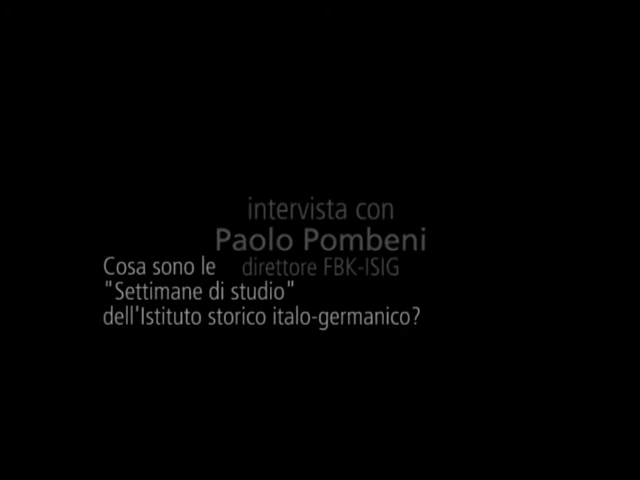 intervista con
Paolo Pombeni
direttore FBK-ISIG
Cosa sono le
"Settimane di studio"
dell'Istituto storico italo-germanico?